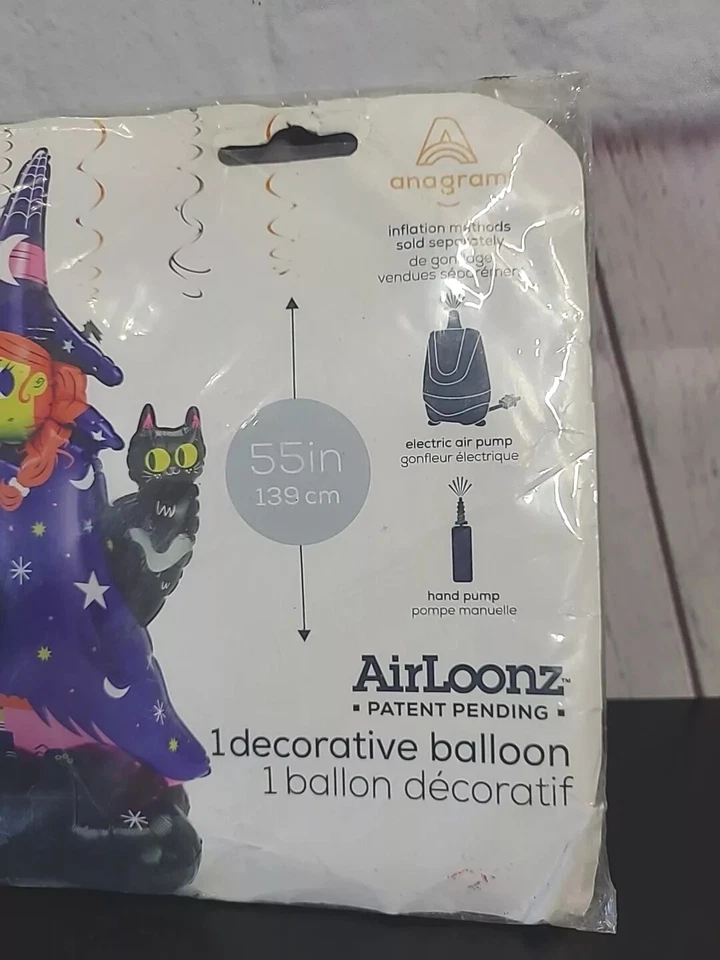 anagram
inflation methods
sold separately
de gonflage
vendues séparément
electric air pump
gonfleur électrique
55in
139 cm
hand pump
pompe manuelle
AirLoonz™
▪ PATENT PENDING ▪
1 decorative balloon
1 ballon décoratif